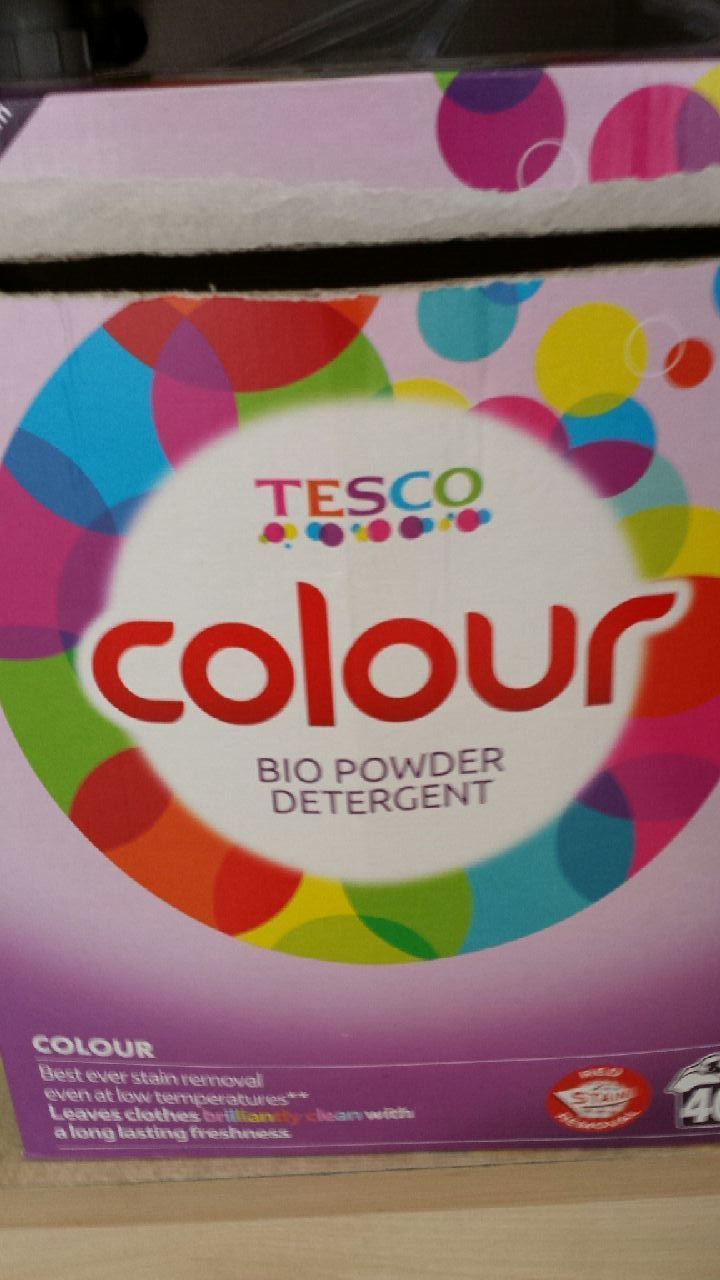 TESCO
colour
BIO POWDER
DETERGENT
COLOUR
Best ever stain removal
even at low temperatures**
Leaves clothes brilliantly clean with
a long lasting freshness
STAIN
REMOVAL
40